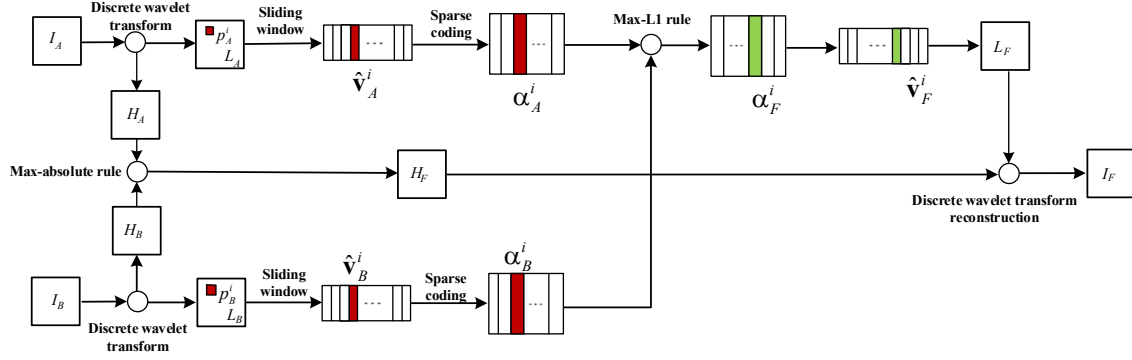 Discrete wavelet
transform
Sliding
window
Sparse
coding
Max-L1 rule
I_A
p_A^i
L_A
...
v̂_A^i
...
α_A^i
...
α_F^i
...
v̂_F^i
L_F
H_A
Max-absolute rule
H_F
I_F
Discrete wavelet transform
reconstruction
H_B
I_B
Discrete wavelet
transform
p_B^i
L_B
Sliding
window
v̂_B^i
...
Sparse
coding
α_B^i
...